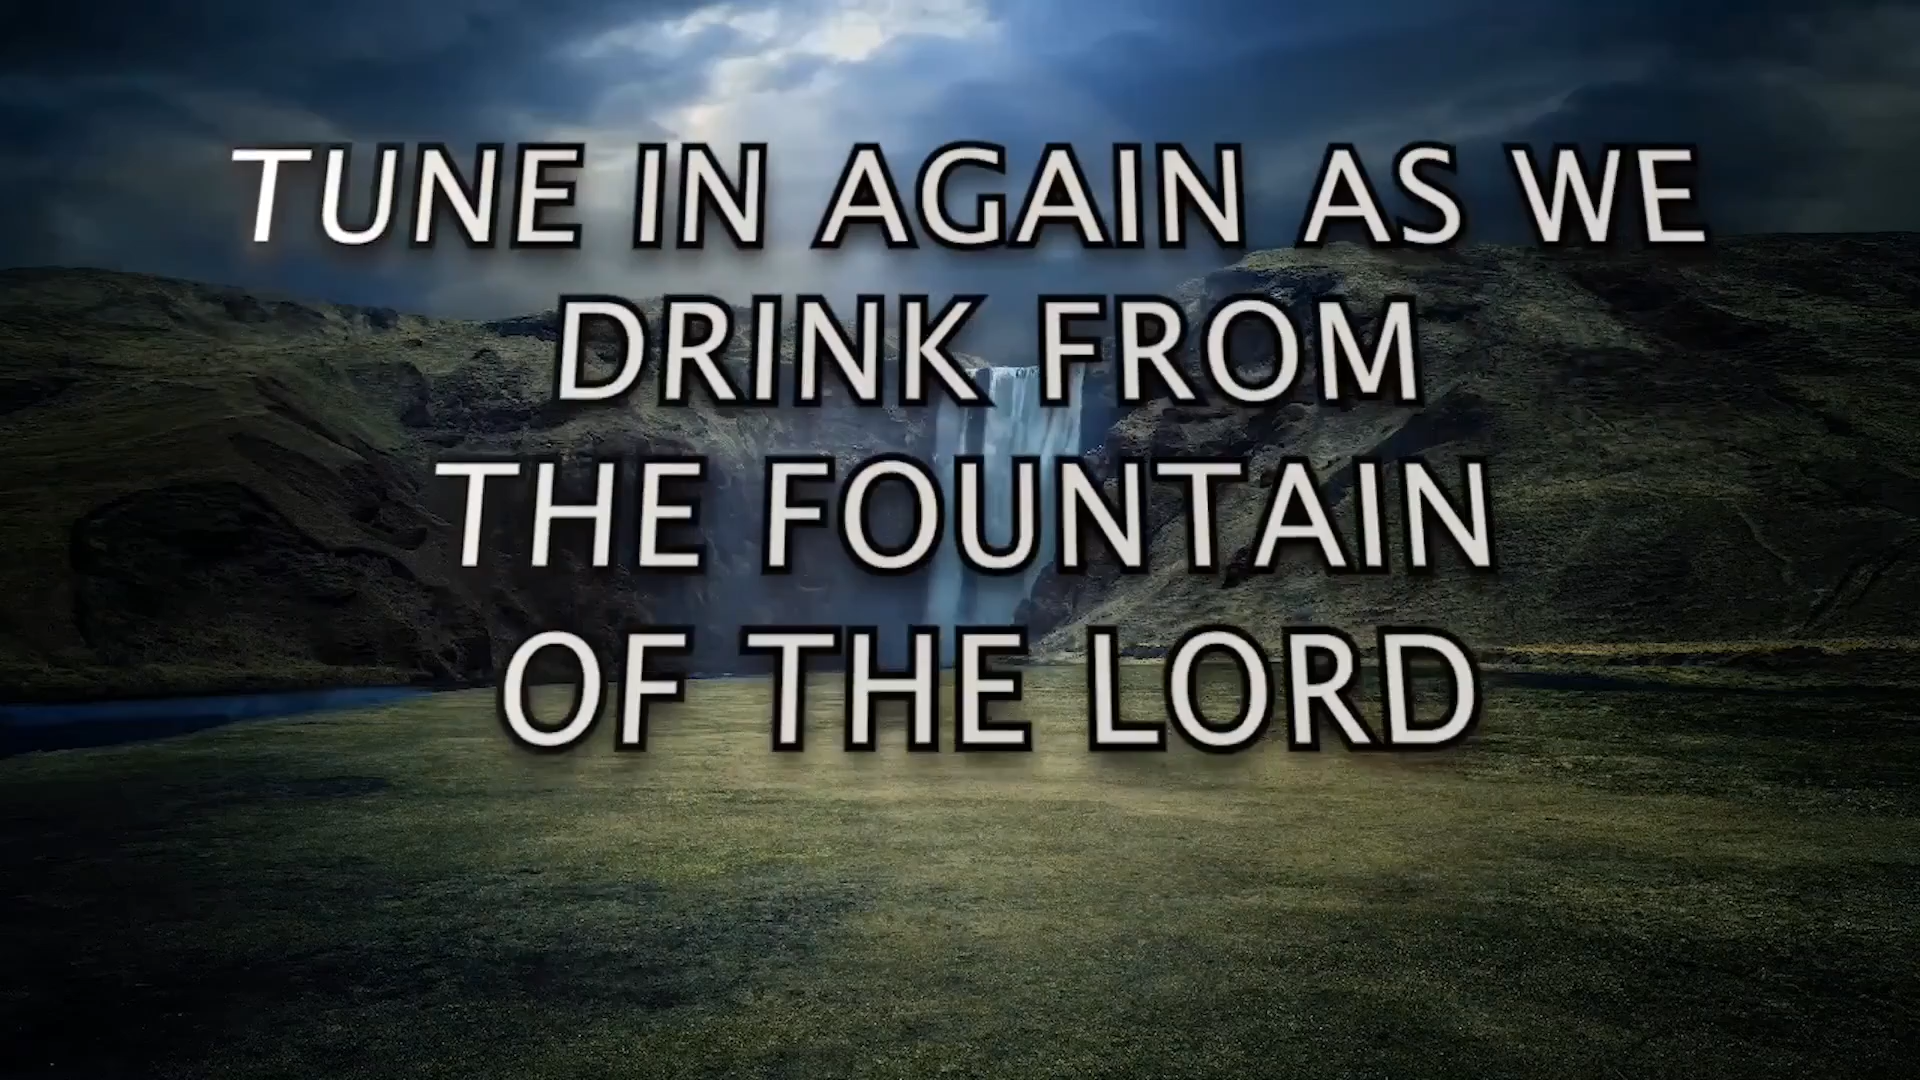 TUNE IN AGAIN AS WE
DRINK FROM
THE FOUNTAIN
OF THE LORD